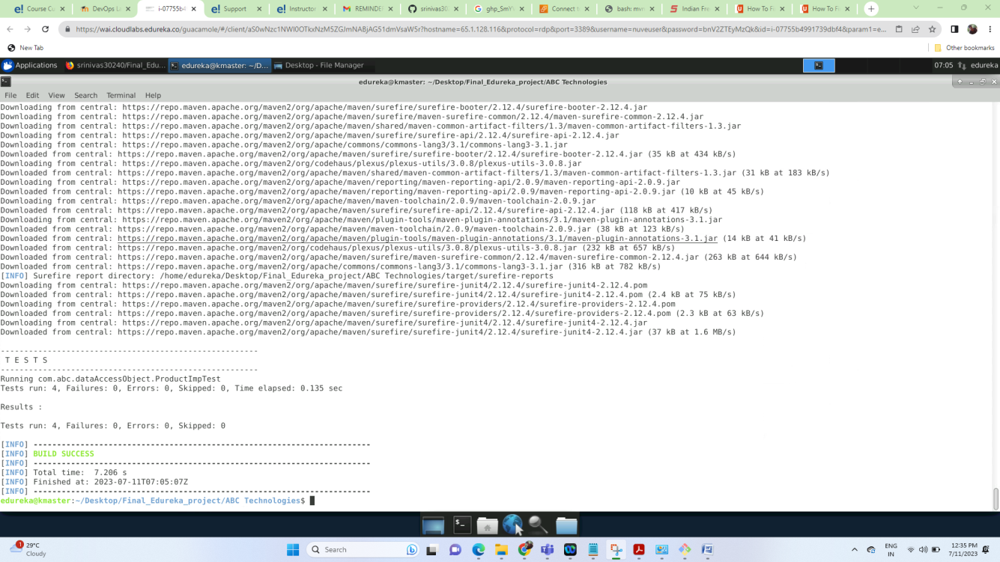 Course Cu
DevOps L
i-07755b4
Support
Instructor
REMINDER
srinivas30
ghp_SmYV
Connect t
bash: mvn
Indian Fre
How To Fi
How To Fi
https://wai.cloudlabs.edureka.co/guacamole/#/client/aS0wNzc1NWI0OTkxNzM5ZGJmNABjAG51dmVsaW5r?hostname=65.1.128.116&protocol=rdp&port=3389&username=nuveuser&password=bnV2ZTEyMzQk&id=i-07755b4991739dbf4&param1=e...
New Tab
Other bookmarks
Applications
srinivas30240/Final_Edu...
edureka@kmaster: ~/D...
Desktop - File Manager
07:05
edureka
edureka@kmaster: ~/Desktop/Final_Edureka_project/ABC Technologies
File Edit View Search Terminal Help
Downloading from central: https://repo.maven.apache.org/maven2/org/apache/maven/surefire/surefire-booter/2.12.4/surefire-booter-2.12.4.jar
Downloading from central: https://repo.maven.apache.org/maven2/org/apache/maven/surefire/maven-surefire-common/2.12.4/maven-surefire-common-2.12.4.jar
Downloading from central: https://repo.maven.apache.org/maven2/org/apache/maven/shared/maven-common-artifact-filters/1.3/maven-common-artifact-filters-1.3.jar
Downloading from central: https://repo.maven.apache.org/maven2/org/apache/maven/surefire/surefire-api/2.12.4/surefire-api-2.12.4.jar
Downloading from central: https://repo.maven.apache.org/maven2/org/apache/commons/commons-lang3/3.1/commons-lang3-3.1.jar
Downloaded from central: https://repo.maven.apache.org/maven2/org/apache/maven/surefire/surefire-booter/2.12.4/surefire-booter-2.12.4.jar (35 kB at 434 kB/s)
Downloading from central: https://repo.maven.apache.org/maven2/org/codehaus/plexus/plexus-utils/3.0.8/plexus-utils-3.0.8.jar
Downloaded from central: https://repo.maven.apache.org/maven2/org/apache/maven/shared/maven-common-artifact-filters/1.3/maven-common-artifact-filters-1.3.jar (31 kB at 183 kB/s)
Downloading from central: https://repo.maven.apache.org/maven2/org/apache/maven/reporting/maven-reporting-api/2.0.9/maven-reporting-api-2.0.9.jar
Downloaded from central: https://repo.maven.apache.org/maven2/org/apache/maven/reporting/maven-reporting-api/2.0.9/maven-reporting-api-2.0.9.jar (10 kB at 45 kB/s)
Downloading from central: https://repo.maven.apache.org/maven2/org/apache/maven/maven-toolchain/2.0.9/maven-toolchain-2.0.9.jar
Downloaded from central: https://repo.maven.apache.org/maven2/org/apache/maven/surefire/surefire-api/2.12.4/surefire-api-2.12.4.jar (118 kB at 417 kB/s)
Downloading from central: https://repo.maven.apache.org/maven2/org/apache/maven/plugin-tools/maven-plugin-annotations/3.1/maven-plugin-annotations-3.1.jar
Downloaded from central: https://repo.maven.apache.org/maven2/org/apache/maven/maven-toolchain/2.0.9/maven-toolchain-2.0.9.jar (38 kB at 123 kB/s)
Downloaded from central: https://repo.maven.apache.org/maven2/org/apache/maven/plugin-tools/maven-plugin-annotations/3.1/maven-plugin-annotations-3.1.jar (14 kB at 41 kB/s)
Downloaded from central: https://repo.maven.apache.org/maven2/org/codehaus/plexus/plexus-utils/3.0.8/plexus-utils-3.0.8.jar (232 kB at 657 kB/s)
Downloaded from central: https://repo.maven.apache.org/maven2/org/apache/maven/surefire/maven-surefire-common/2.12.4/maven-surefire-common-2.12.4.jar (263 kB at 644 kB/s)
Downloaded from central: https://repo.maven.apache.org/maven2/org/apache/commons/commons-lang3/3.1/commons-lang3-3.1.jar (316 kB at 782 kB/s)
[INFO] Surefire report directory: /home/edureka/Desktop/Final_Edureka_project/ABC Technologies/target/surefire-reports
Downloading from central: https://repo.maven.apache.org/maven2/org/apache/maven/surefire/surefire-junit4/2.12.4/surefire-junit4-2.12.4.pom
Downloaded from central: https://repo.maven.apache.org/maven2/org/apache/maven/surefire/surefire-junit4/2.12.4/surefire-junit4-2.12.4.pom (2.4 kB at 75 kB/s)
Downloading from central: https://repo.maven.apache.org/maven2/org/apache/maven/surefire/surefire-providers/2.12.4/surefire-providers-2.12.4.pom
Downloaded from central: https://repo.maven.apache.org/maven2/org/apache/maven/surefire/surefire-providers/2.12.4/surefire-providers-2.12.4.pom (2.3 kB at 63 kB/s)
Downloading from central: https://repo.maven.apache.org/maven2/org/apache/maven/surefire/surefire-junit4/2.12.4/surefire-junit4-2.12.4.jar
Downloaded from central: https://repo.maven.apache.org/maven2/org/apache/maven/surefire/surefire-junit4/2.12.4/surefire-junit4-2.12.4.jar (37 kB at 1.6 MB/s)
-------------------------------------------------------
T E S T S
-------------------------------------------------------
Running com.abc.dataAccessObject.ProductImpTest
Tests run: 4, Failures: 0, Errors: 0, Skipped: 0, Time elapsed: 0.135 sec
Results :
Tests run: 4, Failures: 0, Errors: 0, Skipped: 0
[INFO] ------------------------------------------------------------------------
[INFO] BUILD SUCCESS
[INFO] ------------------------------------------------------------------------
[INFO] Total time:  7.206 s
[INFO] Finished at: 2023-07-11T07:05:07Z
[INFO] ------------------------------------------------------------------------
edureka@kmaster:~/Desktop/Final_Edureka_project/ABC Technologies$
1
29°C
Cloudy
Search
ENG
IN
12:35 PM
7/11/2023